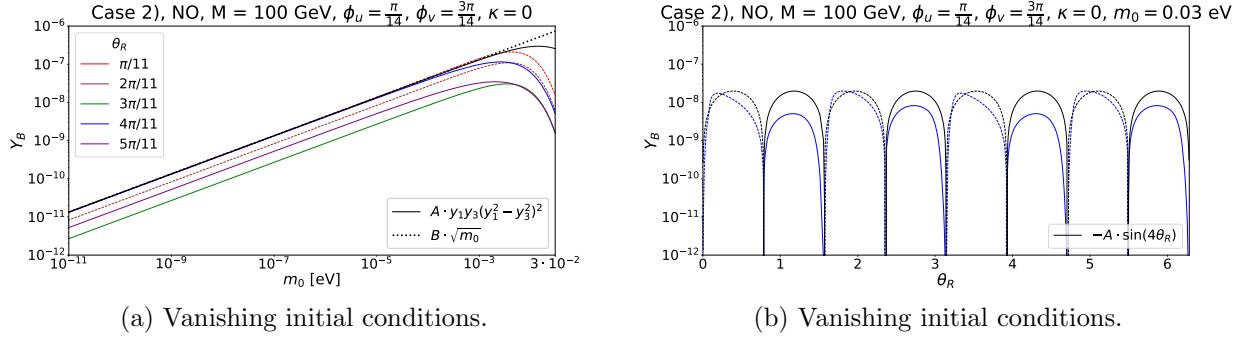 Case 2), NO, M = 100 GeV, ϕ_u = π/14, ϕ_v = 3π/14, κ = 0
Y_B
10^−6
10^−7
10^−8
10^−9
10^−10
10^−11
10^−12
θ_R
π/11
2π/11
3π/11
4π/11
5π/11
A · y_1y_3(y_1^2 − y_3^2)^2
B · √m_0
10^−11
10^−9
10^−7
10^−5
10^−3
3 · 10^−2
m_0 [eV]
(a) Vanishing initial conditions.
Case 2), NO, M = 100 GeV, ϕ_u = π/14, ϕ_v = 3π/14, κ = 0, m_0 = 0.03 eV
Y_B
10^−6
10^−7
10^−8
10^−9
10^−10
10^−11
10^−12
−A · sin(4θ_R)
0
1
2
3
4
5
6
θ_R
(b) Vanishing initial conditions.